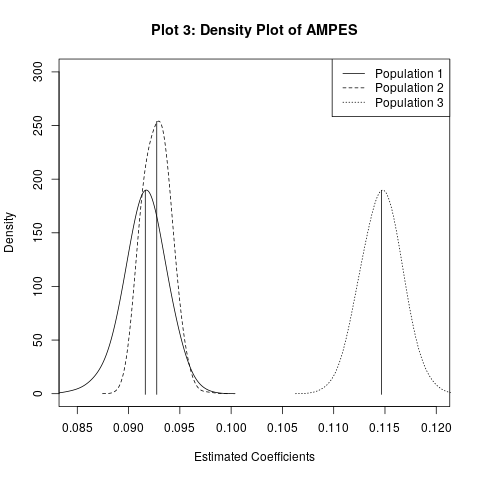 Plot 3: Density Plot of AMPES
Population 1
Population 2
Population 3
300
250
200
150
100
50
0
Density
0.085 0.090 0.095 0.100 0.105 0.110 0.115 0.120
Estimated Coefficients